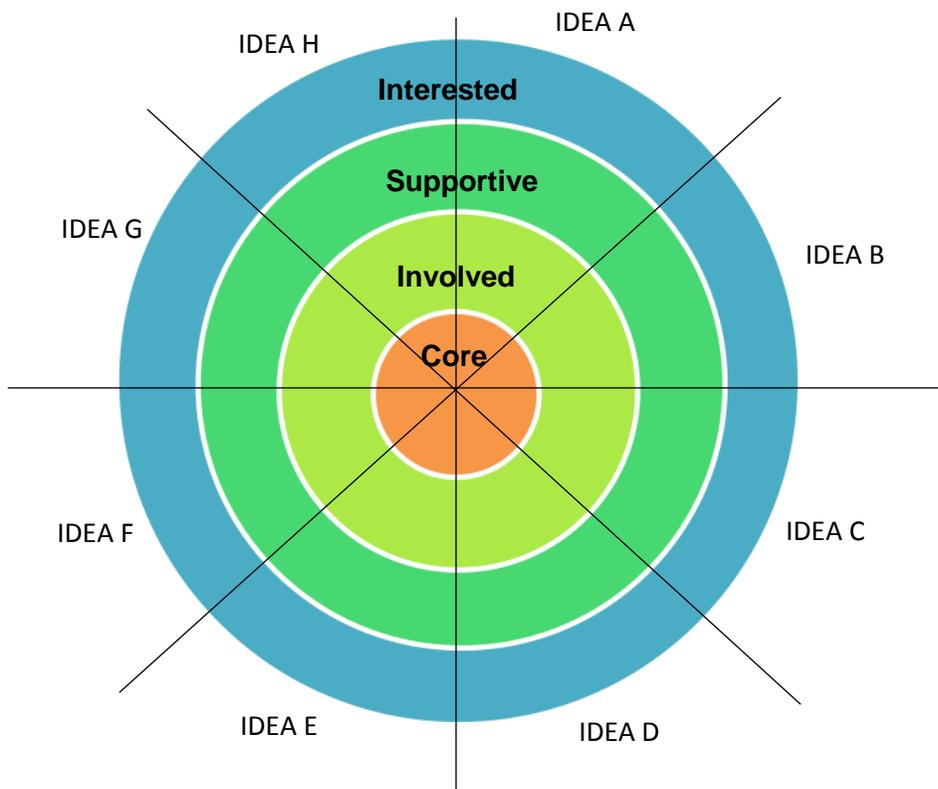 IDEA A
IDEA H
Interested
Supportive
IDEA G
IDEA B
Involved
Core
IDEA F
IDEA C
IDEA E
IDEA D